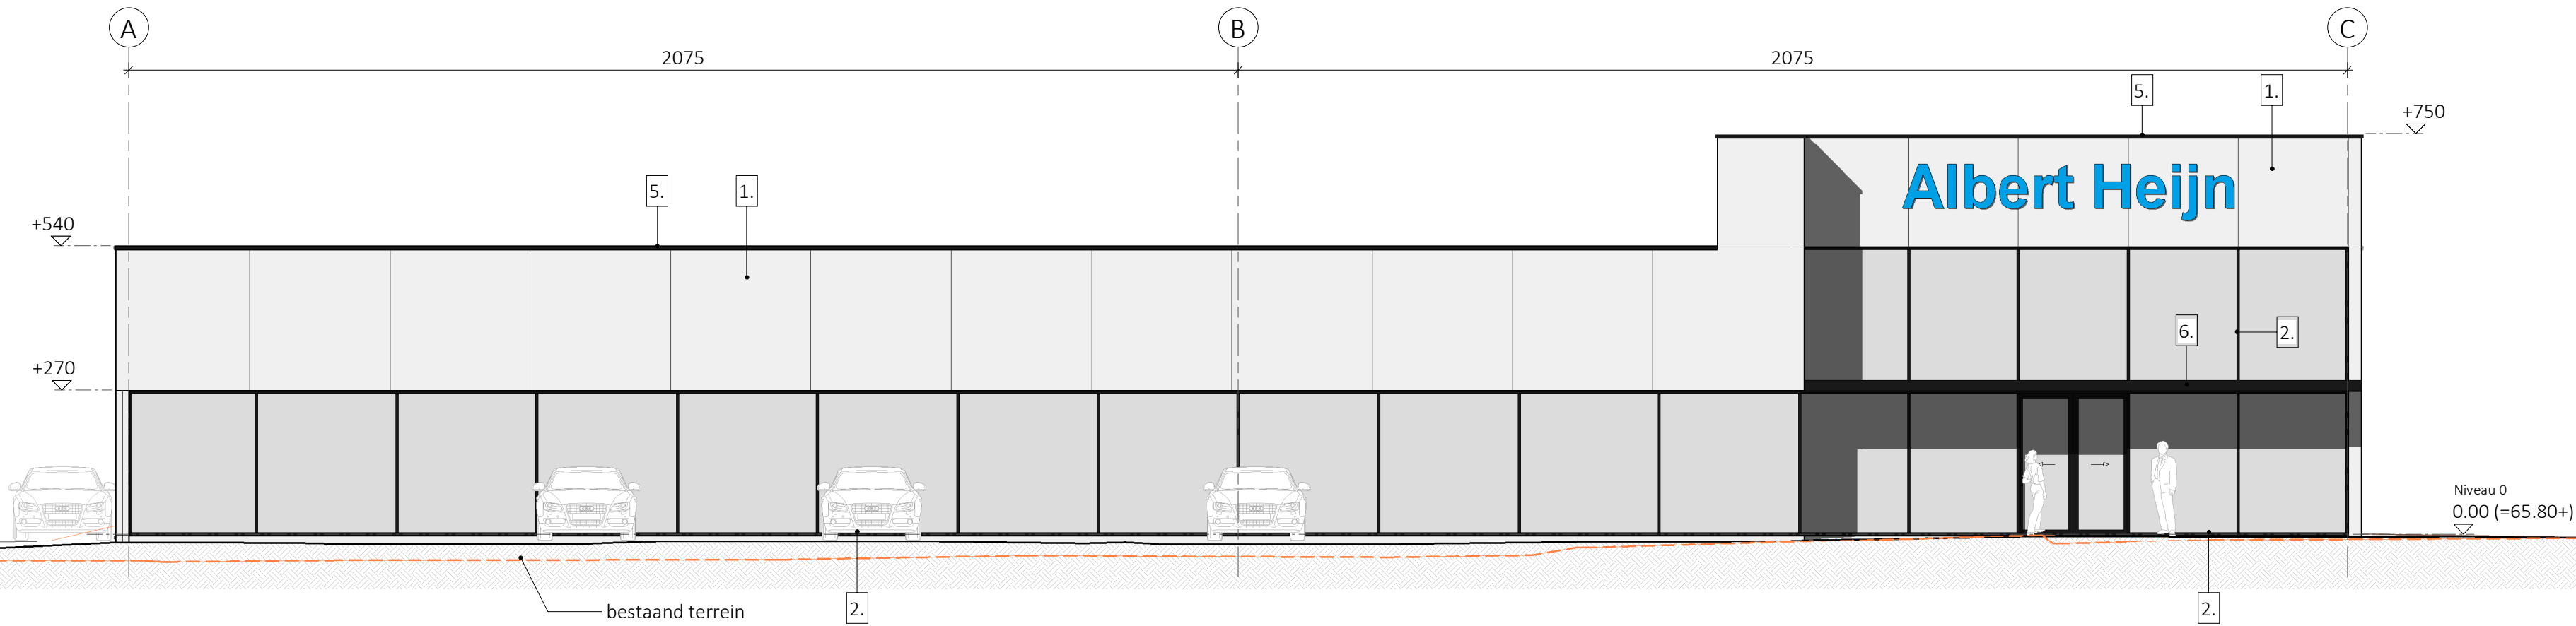 A
B
C
2075
2075
5.
1.
+750
Albert Heijn
5.
1.
+540
6.
2.
+270
Niveau 0
0.00 (=65.80+)
bestaand terrein
2.
2.